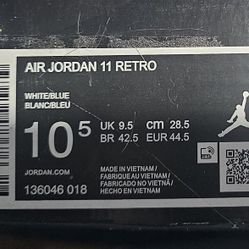 AIR JORDAN 11 RETRO
WHITE/BLUE
BLANC/BLEU
10 5
UK 9.5 cm 28.5
BR 42.5 EUR 44.5
JORDAN.COM
136046 018
MADE IN VIETNAM /
FABRIQUÉ AU VIETNAM /
FABRICADO NO VIETNÃ /
HECHO EN VIETNAM